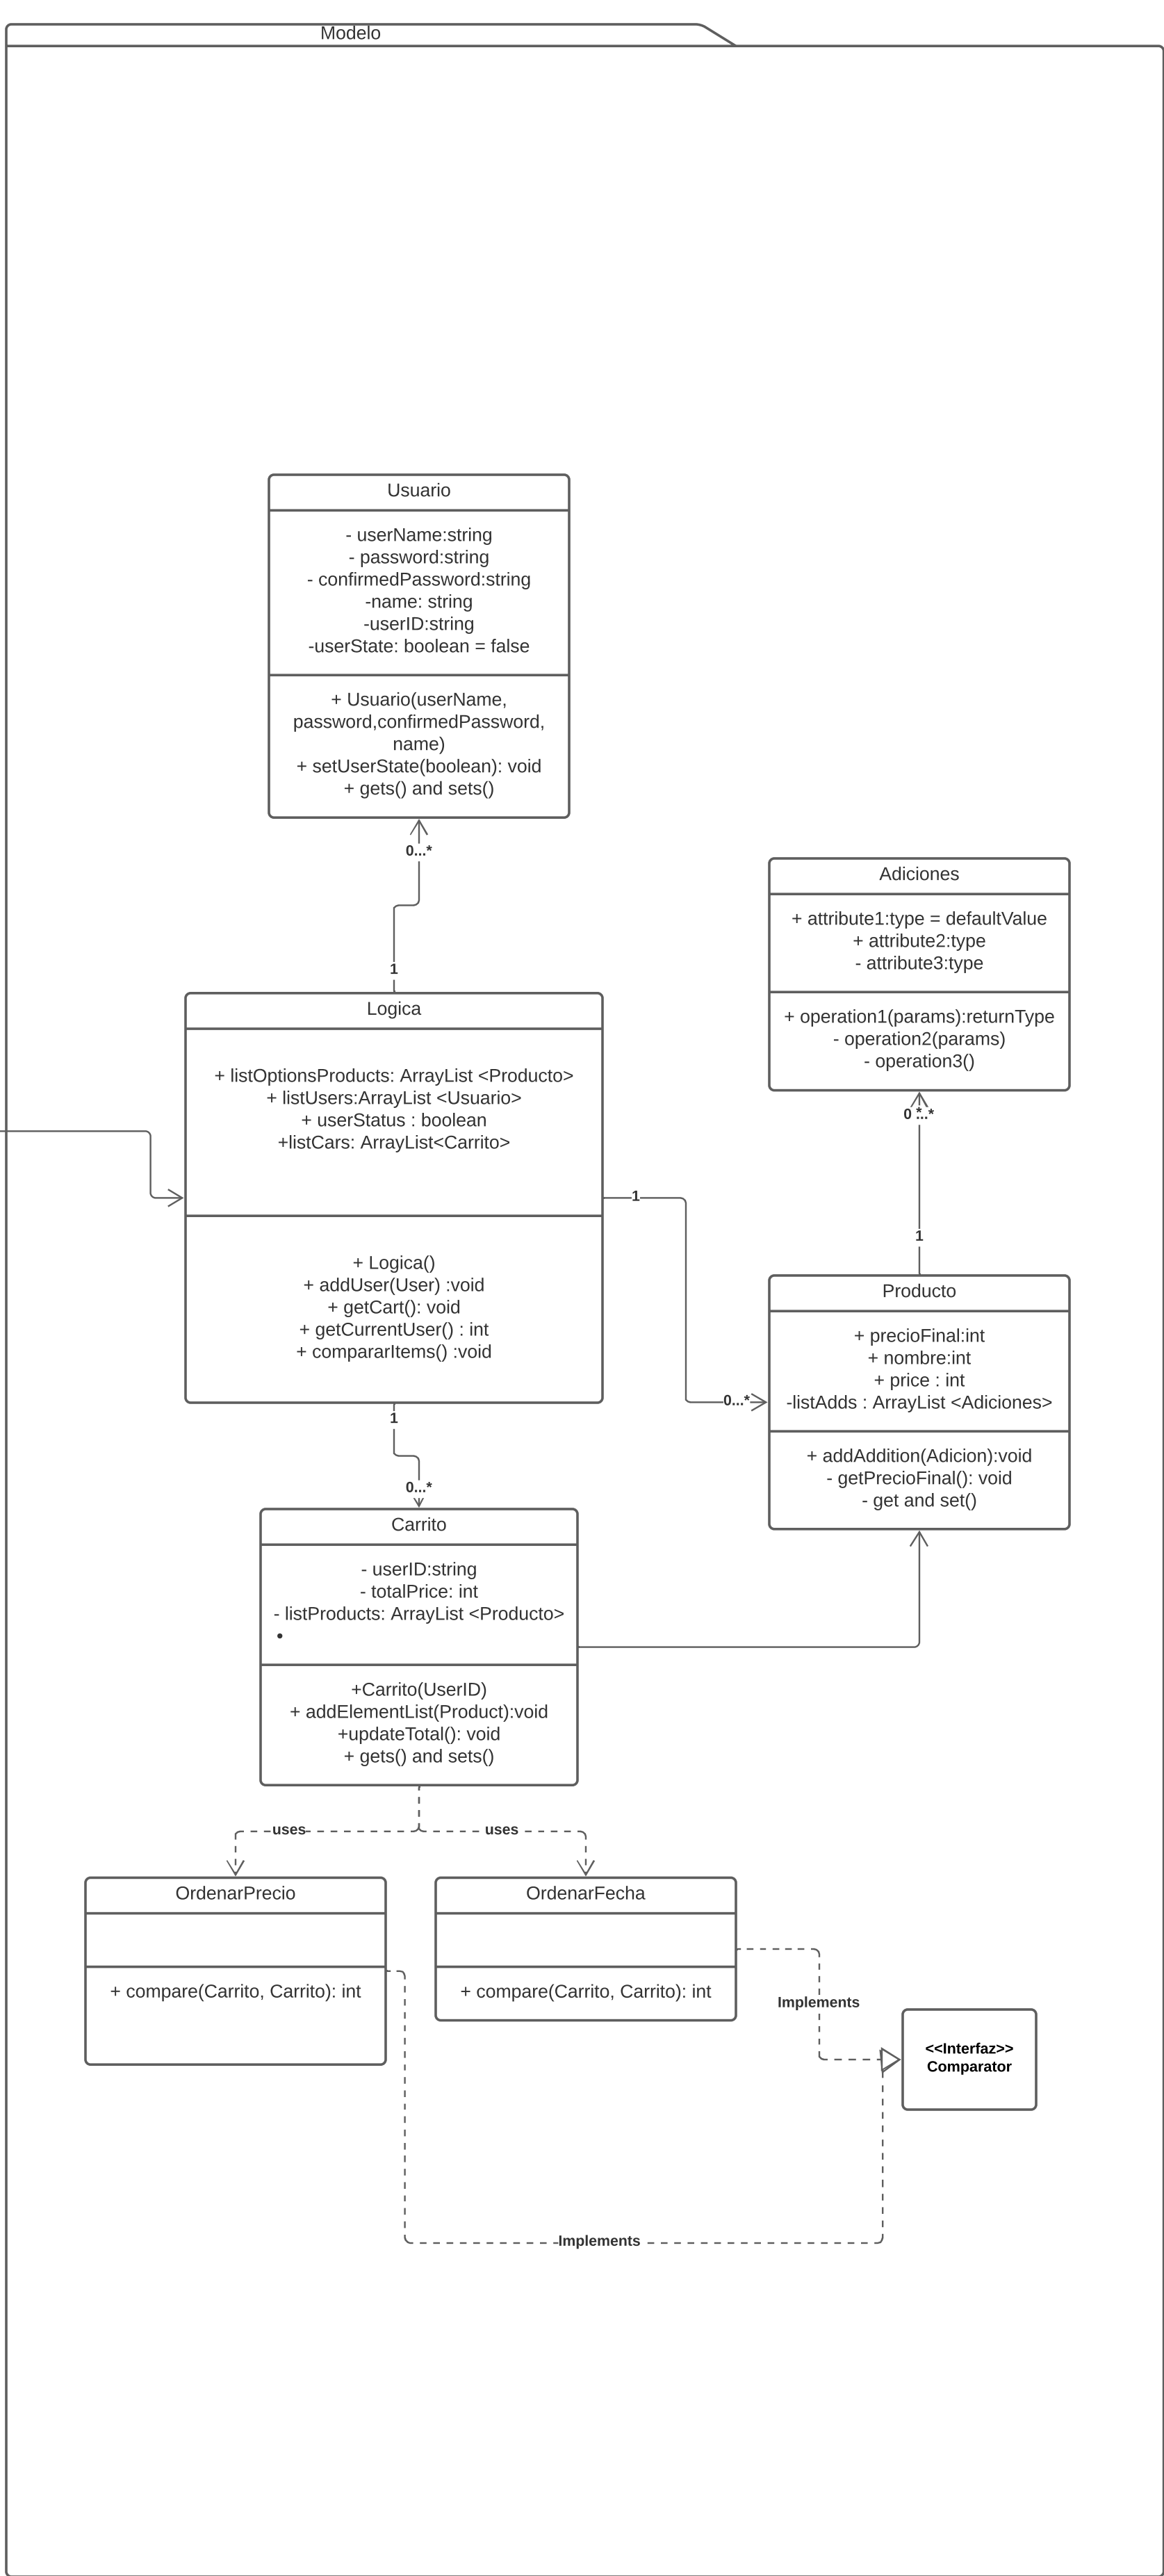 Modelo
Usuario
- userName:string
- password:string
- confirmedPassword:string
-name: string
-userID:string
-userState: boolean = false
+ Usuario(userName,
password,confirmedPassword,
name)
+ setUserState(boolean): void
+ gets() and sets()
0...*
1
Adiciones
+ attribute1:type = defaultValue
+ attribute2:type
- attribute3:type
+ operation1(params):returnType
- operation2(params)
- operation3()
0 *...*
1
Logica
+ listOptionsProducts: ArrayList <Producto>
+ listUsers:ArrayList <Usuario>
+ userStatus : boolean
+listCars: ArrayList<Carrito>
+ Logica()
+ addUser(User) :void
+ getCart(): void
+ getCurrentUser() : int
+ compararItems() :void
1
0...*
1
0...*
Producto
+ precioFinal:int
+ nombre:int
+ price : int
-listAdds : ArrayList <Adiciones>
+ addAddition(Adicion):void
- getPrecioFinal(): void
- get and set()
Carrito
- userID:string
- totalPrice: int
- listProducts: ArrayList <Producto>
•
+Carrito(UserID)
+ addElementList(Product):void
+updateTotal(): void
+ gets() and sets()
uses
uses
OrdenarPrecio
+ compare(Carrito, Carrito): int
OrdenarFecha
+ compare(Carrito, Carrito): int
Implements
<<Interfaz>>
Comparator
Implements